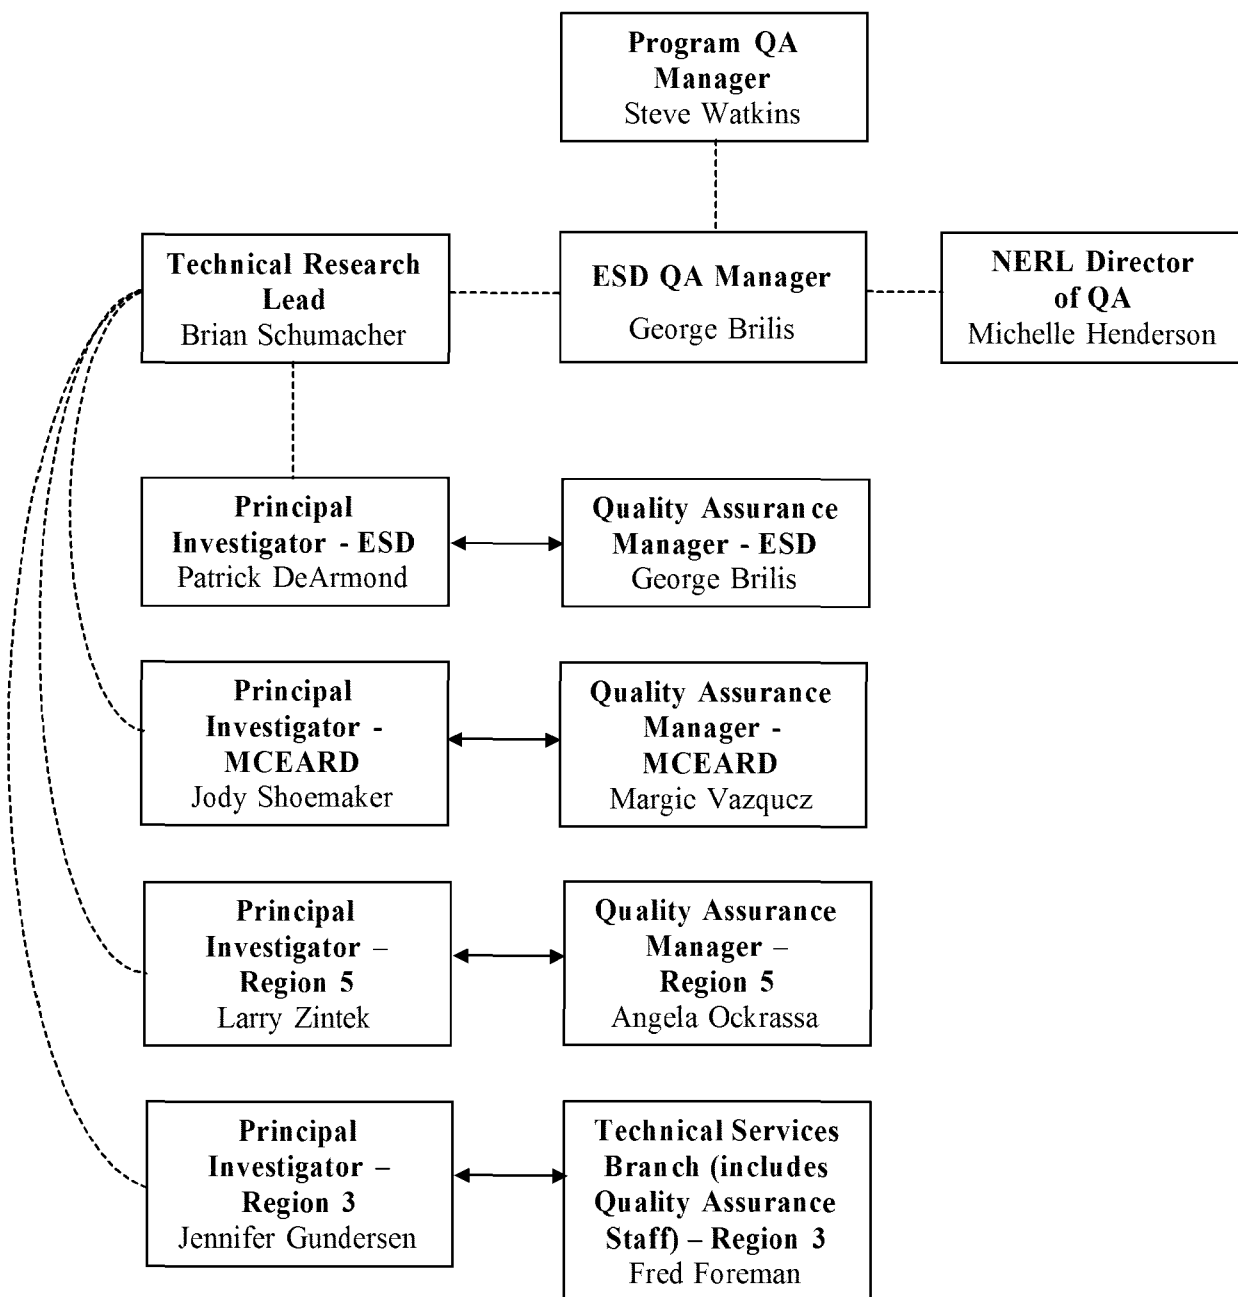 Program QA
Manager
Steve Watkins
Technical Research
Lead
Brian Schumacher
ESD QA Manager
George Brilis
NERL Director
of QA
Michelle Henderson
Principal
Investigator - ESD
Patrick DeArmond
Quality Assurance
Manager - ESD
George Brilis
Principal
Investigator -
MCEARD
Jody Shoemaker
Quality Assurance
Manager -
MCEARD
Margic Vazqucz
Principal
Investigator –
Region 5
Larry Zintek
Quality Assurance
Manager –
Region 5
Angela Ockrassa
Principal
Investigator –
Region 3
Jennifer Gundersen
Technical Services
Branch (includes
Quality Assurance
Staff) – Region 3
Fred Foreman